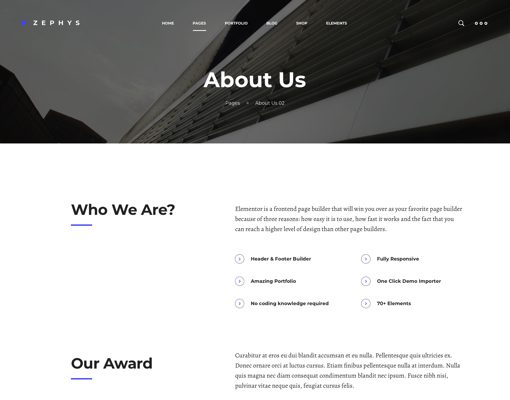 ZEPHYS
HOME PAGES PORTFOLIO BLOG SHOP ELEMENTS
About Us
Pages About Us 02
Who We Are?
Elementor is a frontend page builder that will win you over as your favorite page builder
because of three reasons: how easy it is to use, how fast it works and the fact that you
can reach a higher level of design than other page builders.
Header & Footer Builder
Fully Responsive
Amazing Portfolio
One Click Demo Importer
No coding knowledge required
70+ Elements
Our Award
Curabitur at eros eu dui blandit accumsan et eu nulla. Pellentesque quis ultricies ex.
Donec ornare orci at luctus cursus. Etiam finibus pellentesque nulla at interdum. Nulla
quis magna nec diam consequat condimentum blandit nec ipsum. Fusce nibh nisi,
pulvinar vitae neque quis, feugiat cursus felis.